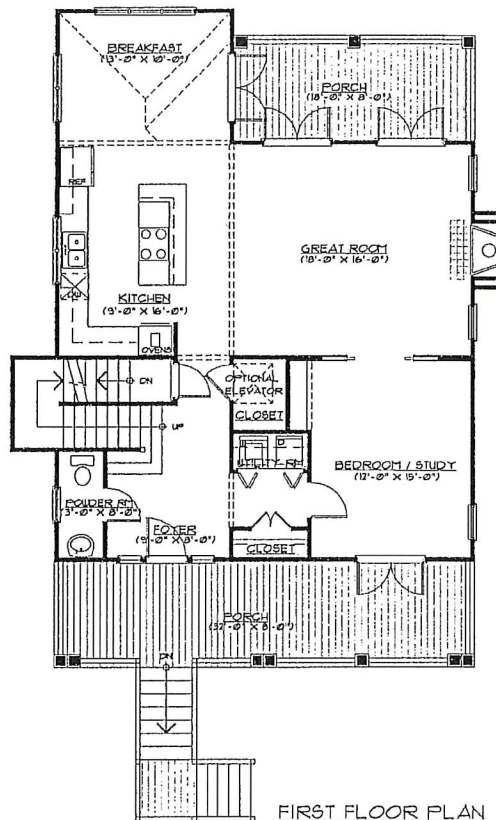 BREAKFAST
(13'-0" X 10'-0")
PORCH
(18'-0" X 8'-0")
REF
GREAT ROOM
(18'-0" X 16'-0")
KITCHEN
(9'-0" X 16'-0")
OVENS
DN
OPTIONAL
ELEVATOR
CLOSET
UP
UTILITY RM
BEDROOM / STUDY
(12'-0" X 15'-0")
POWDER RM
(3'-0" X 8'-0")
FOYER
(9'-0" X 8'-0")
CLOSET
PORCH
(32'-0" X 8'-0")
DN
FIRST FLOOR PLAN